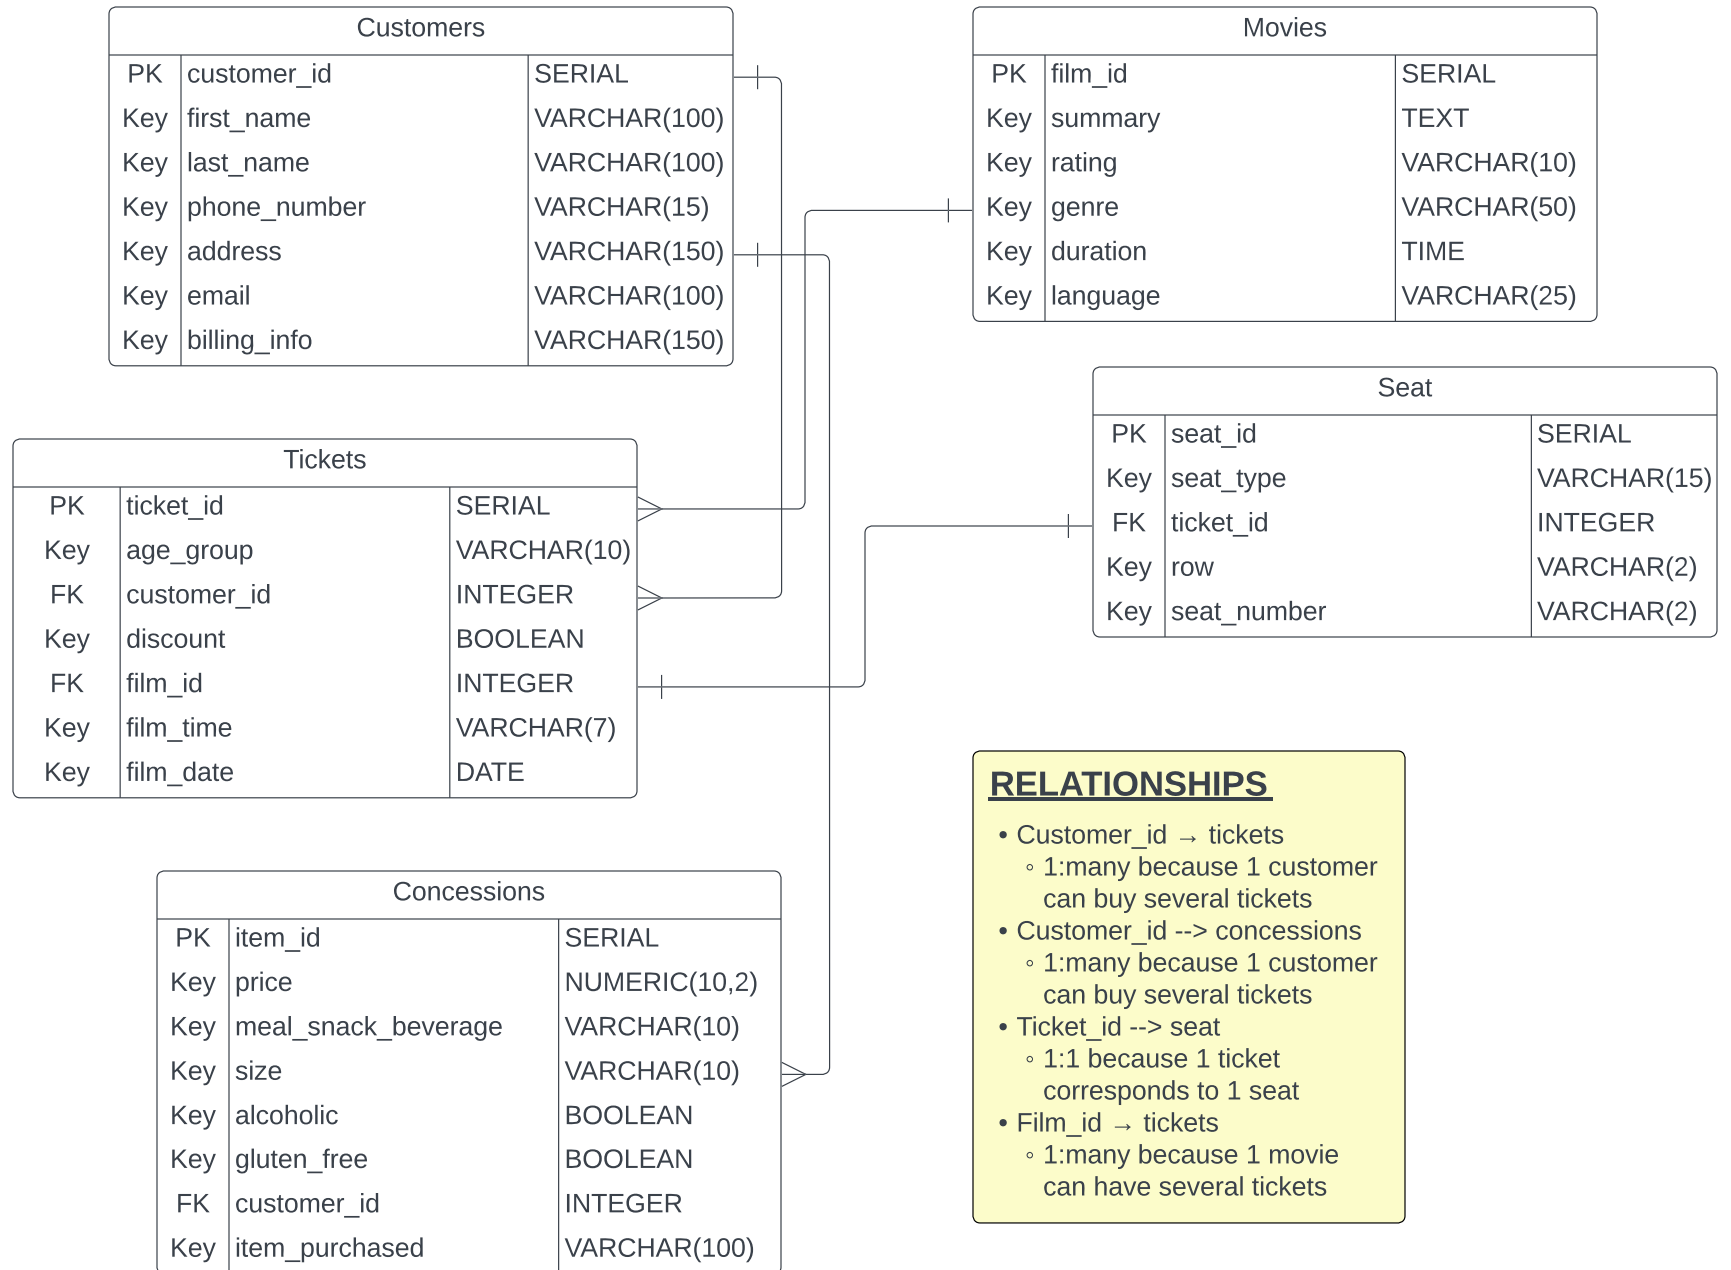 Customers
PK customer_id SERIAL
Key first_name VARCHAR(100)
Key last_name VARCHAR(100)
Key phone_number VARCHAR(15)
Key address VARCHAR(150)
Key email VARCHAR(100)
Key billing_info VARCHAR(150)
Movies
PK film_id SERIAL
Key summary TEXT
Key rating VARCHAR(10)
Key genre VARCHAR(50)
Key duration TIME
Key language VARCHAR(25)
Seat
PK seat_id SERIAL
Key seat_type VARCHAR(15)
FK ticket_id INTEGER
Key row VARCHAR(2)
Key seat_number VARCHAR(2)
Tickets
PK ticket_id SERIAL
Key age_group VARCHAR(10)
FK customer_id INTEGER
Key discount BOOLEAN
FK film_id INTEGER
Key film_time VARCHAR(7)
Key film_date DATE
Concessions
PK item_id SERIAL
Key price NUMERIC(10,2)
Key meal_snack_beverage VARCHAR(10)
Key size VARCHAR(10)
Key alcoholic BOOLEAN
Key gluten_free BOOLEAN
FK customer_id INTEGER
Key item_purchased VARCHAR(100)
RELATIONSHIPS
• Customer_id → tickets
◦ 1:many because 1 customer
can buy several tickets
• Customer_id --> concessions
◦ 1:many because 1 customer
can buy several tickets
• Ticket_id --> seat
◦ 1:1 because 1 ticket
corresponds to 1 seat
• Film_id → tickets
◦ 1:many because 1 movie
can have several tickets